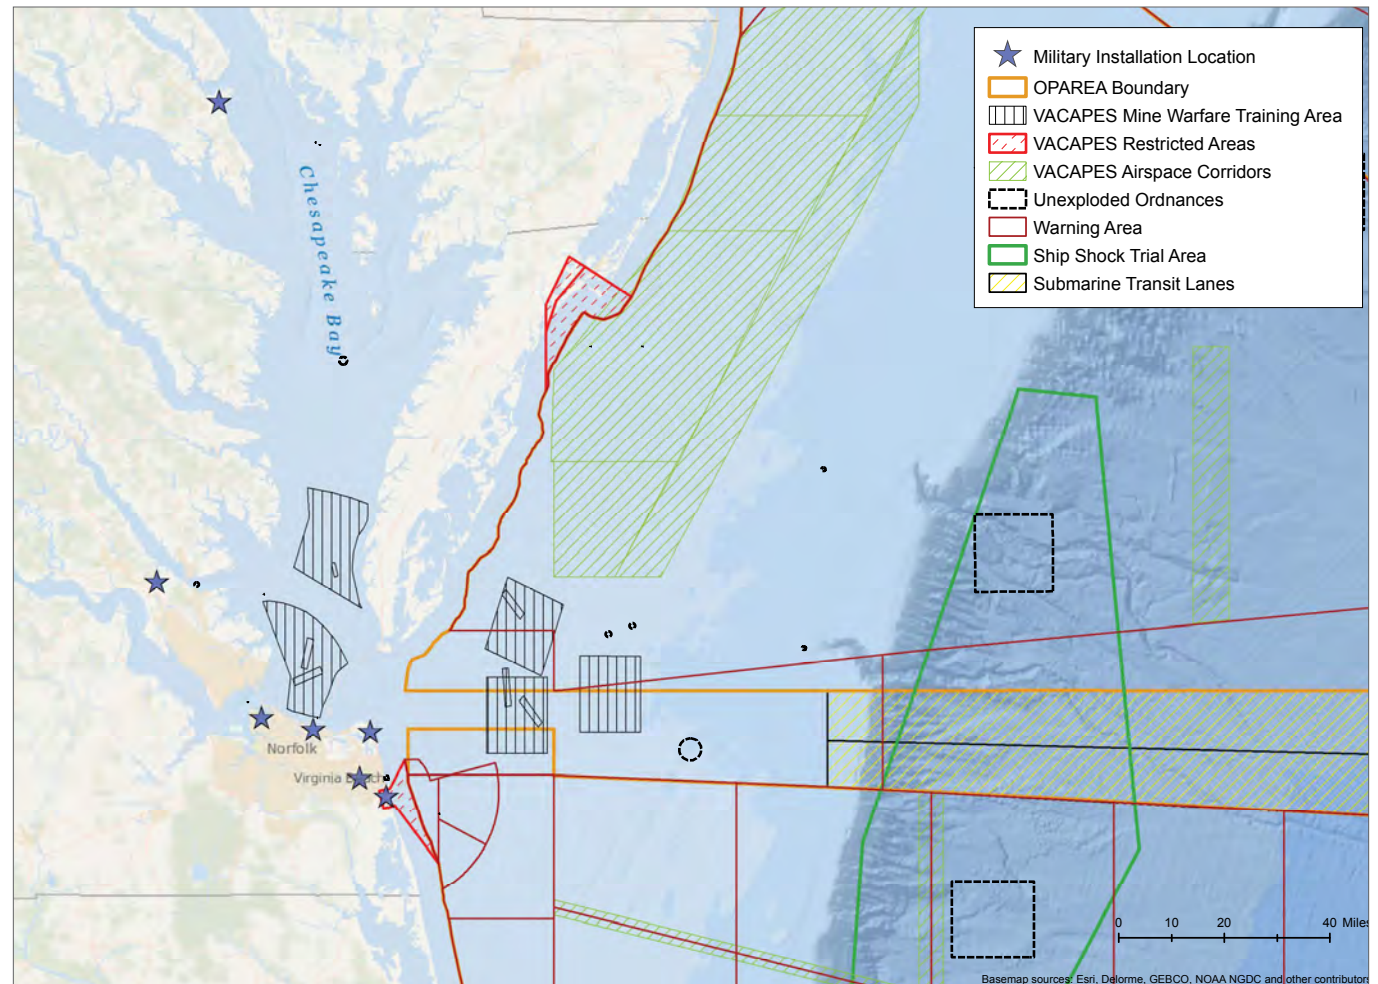 Military Installation Location
OPAREA Boundary
VACAPES Mine Warfare Training Area
VACAPES Restricted Areas
VACAPES Airspace Corridors
Unexploded Ordnances
Warning Area
Ship Shock Trial Area
Submarine Transit Lanes
Chesapeake Bay
Norfolk
Virginia Beach
0 10 20 40 Miles
Basemap sources: Esri, Delorme, GEBCO, NOAA NGDC and other contributors